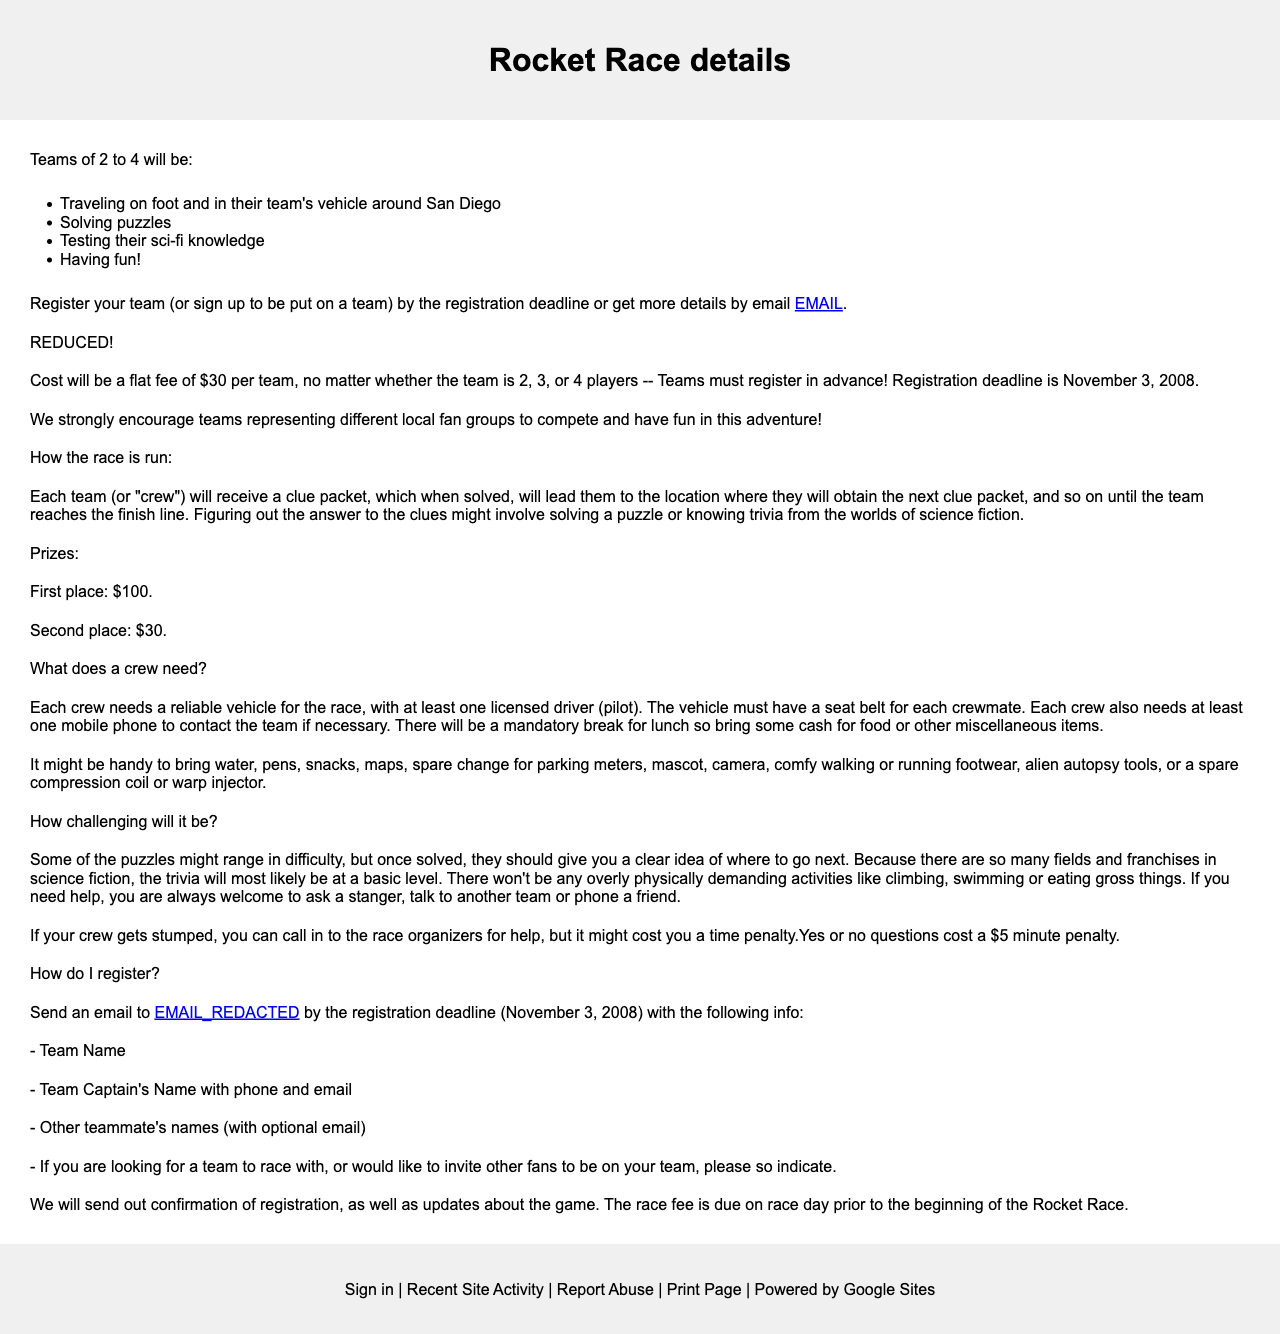 Rocket Race details
Teams of 2 to 4 will be:
• Traveling on foot and in their team's vehicle around San Diego
• Solving puzzles
• Testing their sci-fi knowledge
• Having fun!
Register your team (or sign up to be put on a team) by the registration deadline or get more details by email EMAIL.
REDUCED!
Cost will be a flat fee of $30 per team, no matter whether the team is 2, 3, or 4 players -- Teams must register in advance! Registration deadline is November 3, 2008.
We strongly encourage teams representing different local fan groups to compete and have fun in this adventure!
How the race is run:
Each team (or "crew") will receive a clue packet, which when solved, will lead them to the location where they will obtain the next clue packet, and so on until the team
reaches the finish line. Figuring out the answer to the clues might involve solving a puzzle or knowing trivia from the worlds of science fiction.
Prizes:
First place: $100.
Second place: $30.
What does a crew need?
Each crew needs a reliable vehicle for the race, with at least one licensed driver (pilot). The vehicle must have a seat belt for each crewmate. Each crew also needs at least
one mobile phone to contact the team if necessary. There will be a mandatory break for lunch so bring some cash for food or other miscellaneous items.
It might be handy to bring water, pens, snacks, maps, spare change for parking meters, mascot, camera, comfy walking or running footwear, alien autopsy tools, or a spare
compression coil or warp injector.
How challenging will it be?
Some of the puzzles might range in difficulty, but once solved, they should give you a clear idea of where to go next. Because there are so many fields and franchises in
science fiction, the trivia will most likely be at a basic level. There won't be any overly physically demanding activities like climbing, swimming or eating gross things. If you
need help, you are always welcome to ask a stanger, talk to another team or phone a friend.
If your crew gets stumped, you can call in to the race organizers for help, but it might cost you a time penalty.Yes or no questions cost a $5 minute penalty.
How do I register?
Send an email to EMAIL_REDACTED by the registration deadline (November 3, 2008) with the following info:
- Team Name
- Team Captain's Name with phone and email
- Other teammate's names (with optional email)
- If you are looking for a team to race with, or would like to invite other fans to be on your team, please so indicate.
We will send out confirmation of registration, as well as updates about the game. The race fee is due on race day prior to the beginning of the Rocket Race.
Sign in | Recent Site Activity | Report Abuse | Print Page | Powered by Google Sites